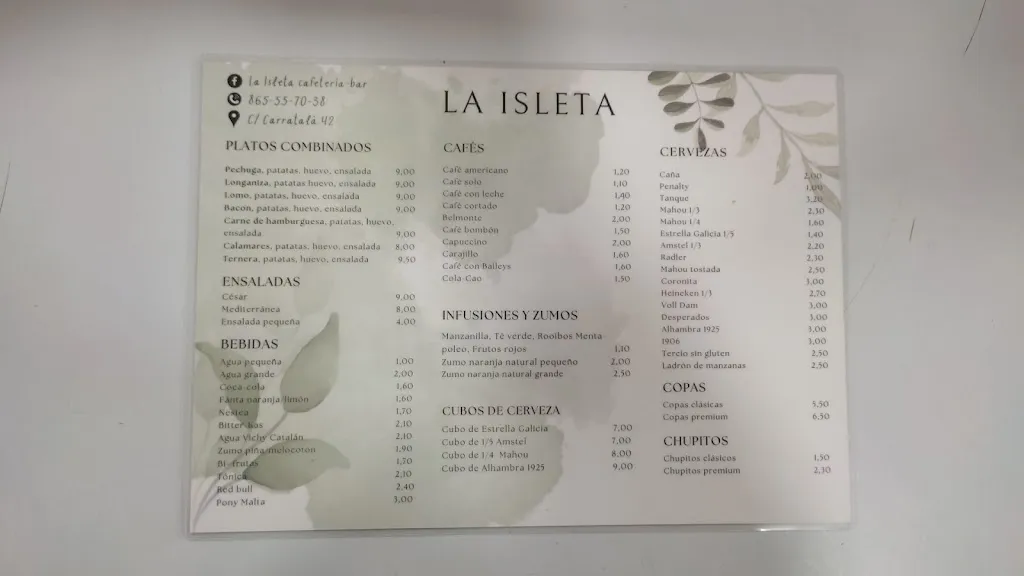 La Isleta cafetería-bar
865-55-70-58
C/ Carratalà 42
LA ISLETA
PLATOS COMBINADOS
Pechuga, patatas, huevo, ensalada 9,00
Longaniza, patatas huevo, ensalada 9,00
Lomo, patatas, huevo, ensalada 9,00
Bacon, patatas, huevo, ensalada 9,00
Carne de hamburguesa, patatas, huevo,
ensalada 9,00
Calamares, patatas, huevo, ensalada 8,00
Ternera, patatas, huevo, ensalada 9,50
ENSALADAS
César 9,00
Mediterránea 8,00
Ensalada pequeña 4,00
BEBIDAS
Agua pequeña 1,00
Agua grande 2,00
Coca-cola 1,60
Fanta naranja/limón 1,60
Nestea 1,70
Bitter kas 2,10
Agua Vichy Catalán 2,10
Zumo piña/melocotón 1,90
Bi-frutas
Tónica 2,10
Red bull 2,40
Pony Malta 3,00
CAFÉS
Café americano 1,20
Café solo 1,10
Café con leche 1,40
Café cortado 1,20
Belmonte 2,00
Café bombón 1,50
Capuccino 2,00
Carajillo 1,60
Café con Baileys 1,60
Cola-Cao 1,50
INFUSIONES Y ZUMOS
Manzanilla, Té verde, Rooibos Menta
poleo, Frutos rojos 1,10
Zumo naranja natural pequeño 2,00
Zumo naranja natural grande 2,50
CUBOS DE CERVEZA
Cubo de Estrella Galicia 7,00
Cubo de 1/5 Amstel 7,00
Cubo de 1/4 Mahou 8,00
Cubo de Alhambra 1925 9,00
CERVEZAS
Caña 2,00
Penalty 1,00
Tanque 3,20
Mahou 1/3 2,30
Mahou 1/4 1,60
Estrella Galicia 1/5 1,40
Amstel 1/3 2,20
Radler 2,30
Mahou tostada 2,50
Coronita 3,00
Heineken 1/3 2,70
Voll Dam 3,00
Desperados 3,00
Alhambra 1925 3,00
1906 3,00
Tercio sin gluten 2,50
Ladrón de manzanas 2,50
COPAS
Copas clásicas 5,50
Copas premium 6,50
CHUPITOS
Chupitos clásicos 1,50
Chupitos premium 2,30